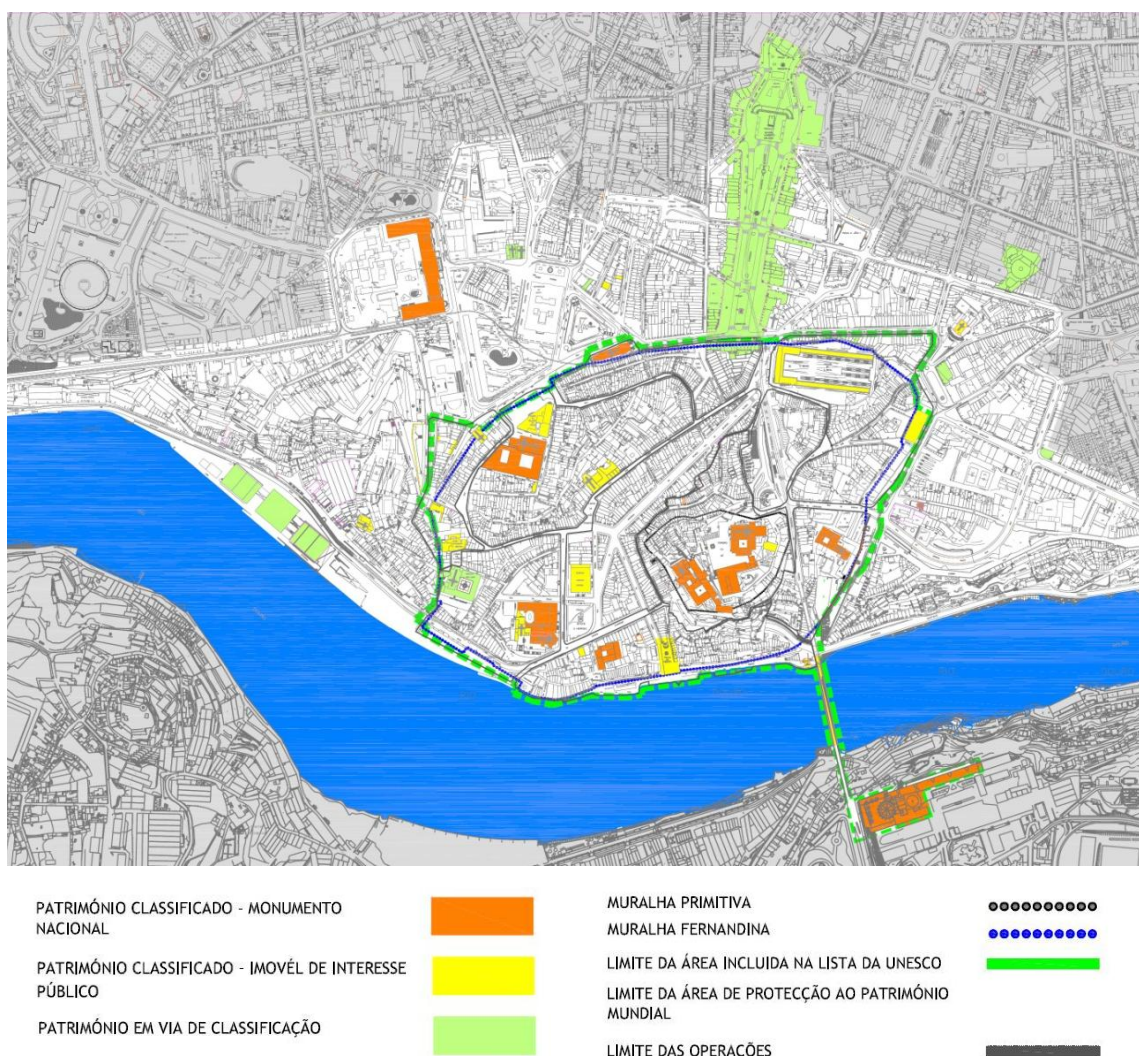 PATRIMÓNIO CLASSIFICADO - MONUMENTO
NACIONAL
PATRIMÓNIO CLASSIFICADO - IMOVÉL DE INTERESSE
PÚBLICO
PATRIMÓNIO EM VIA DE CLASSIFICAÇÃO
MURALHA PRIMITIVA
MURALHA FERNANDINA
LIMITE DA ÁREA INCLUIDA NA LISTA DA UNESCO
LIMITE DA ÁREA DE PROTECÇÃO AO PATRIMÓNIO
MUNDIAL
LIMITE DAS OPERAÇÕES